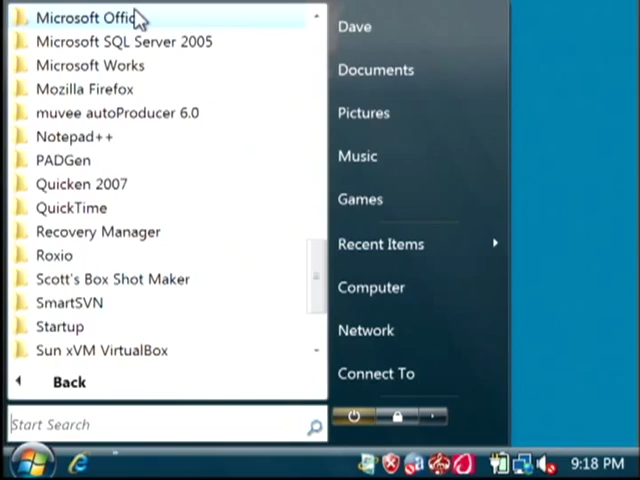 Microsoft Offic
Microsoft SQL Server 2005
Microsoft Works
Mozilla Firefox
muvee autoProducer 6.0
Notepad++
PADGen
Quicken 2007
QuickTime
Recovery Manager
Roxio
Scott's Box Shot Maker
SmartSVN
Startup
Sun xVM VirtualBox
Back
Start Search
Dave
Documents
Pictures
Music
Games
Recent Items
Computer
Network
Connect To
9:18 PM